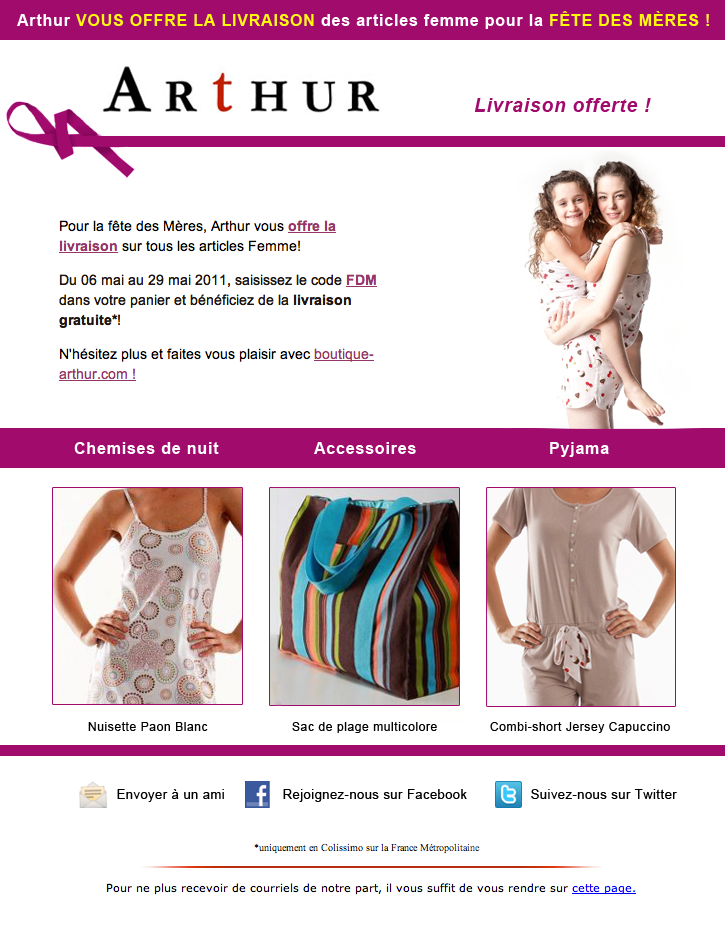 Arthur VOUS OFFRE LA LIVRAISON des articles femme pour la FÊTE DES MÈRES !
ARTHUR
Livraison offerte !
Pour la fête des Mères, Arthur vous offre la
livraison sur tous les articles Femme!
Du 06 mai au 29 mai 2011, saisissez le code FDM
dans votre panier et bénéficiez de la livraison
gratuite*!
N'hésitez plus et faites vous plaisir avec boutique-
arthur.com !
Chemises de nuit Accessoires Pyjama
Nuisette Paon Blanc Sac de plage multicolore Combi-short Jersey Capuccino
Envoyer à un ami Rejoignez-nous sur Facebook Suivez-nous sur Twitter
*uniquement en Colissimo sur la France Métropolitaine
Pour ne plus recevoir de courriels de notre part, il vous suffit de vous rendre sur cette page.